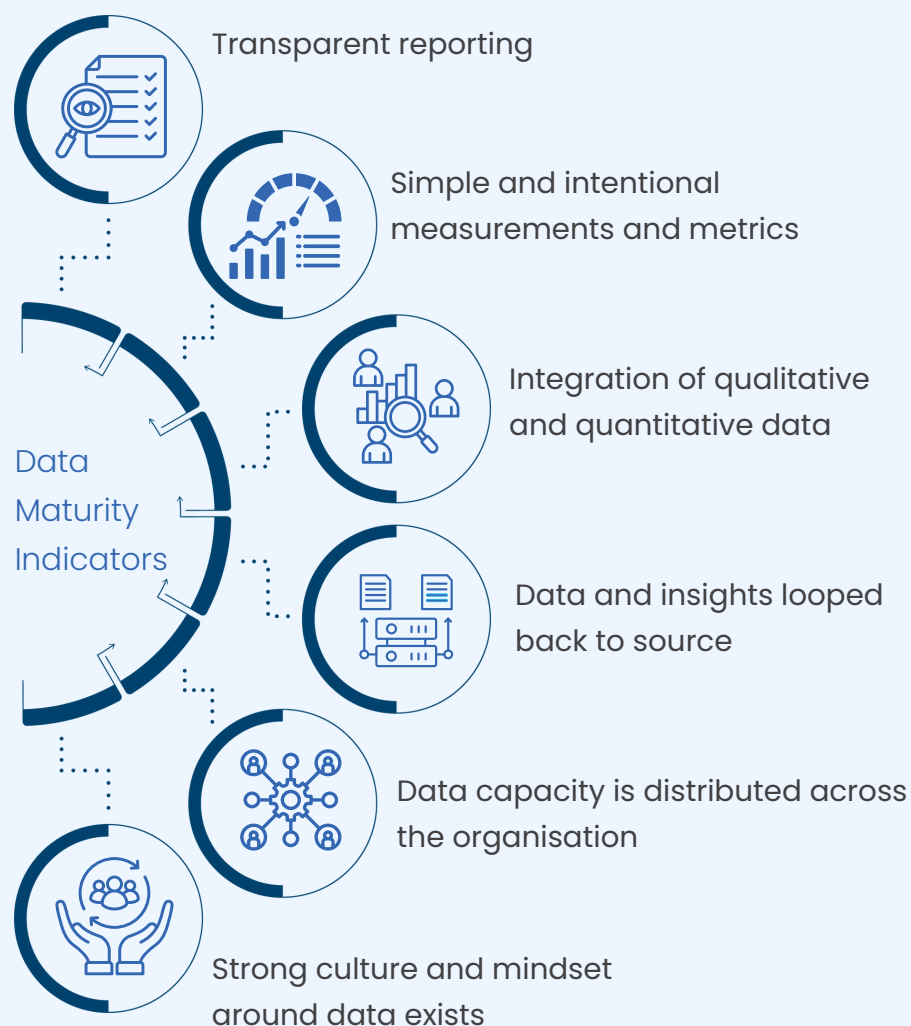 Transparent reporting
Simple and intentional
measurements and metrics
Integration of qualitative
and quantitative data
Data
Maturity
Indicators
Data and insights looped
back to source
Data capacity is distributed across
the organisation
Strong culture and mindset
around data exists